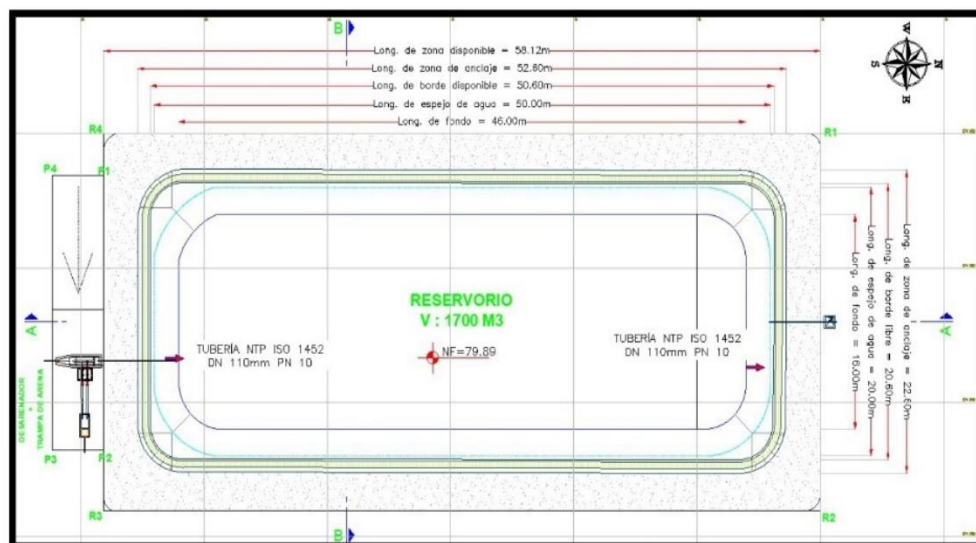 B
Long. de zona disponible = 58.12m
Long. de zona de anclaje = 52.60m
Long. de borde disponible = 50.60m
Long. de espejo de agua = 50.00m
Long. de fondo = 46.00m
W
S
N
E
R4
R1
P4
P1
Long. de zona de anclaje = 22.60m
Long. de borde libre = 20.60m
Long. de espejo de agua = 20.00m
Long. de fondo = 16.00m
RESERVORIO
V : 1700 M3
A
A
TUBERÍA NTP ISO 1452
DN 110mm PN 10
NF=79.89
TUBERÍA NTP ISO 1452
DN 110mm PN 10
DESARENADOR
+
TRAMPA DE ARENA
P3
P2
R3
R2
B